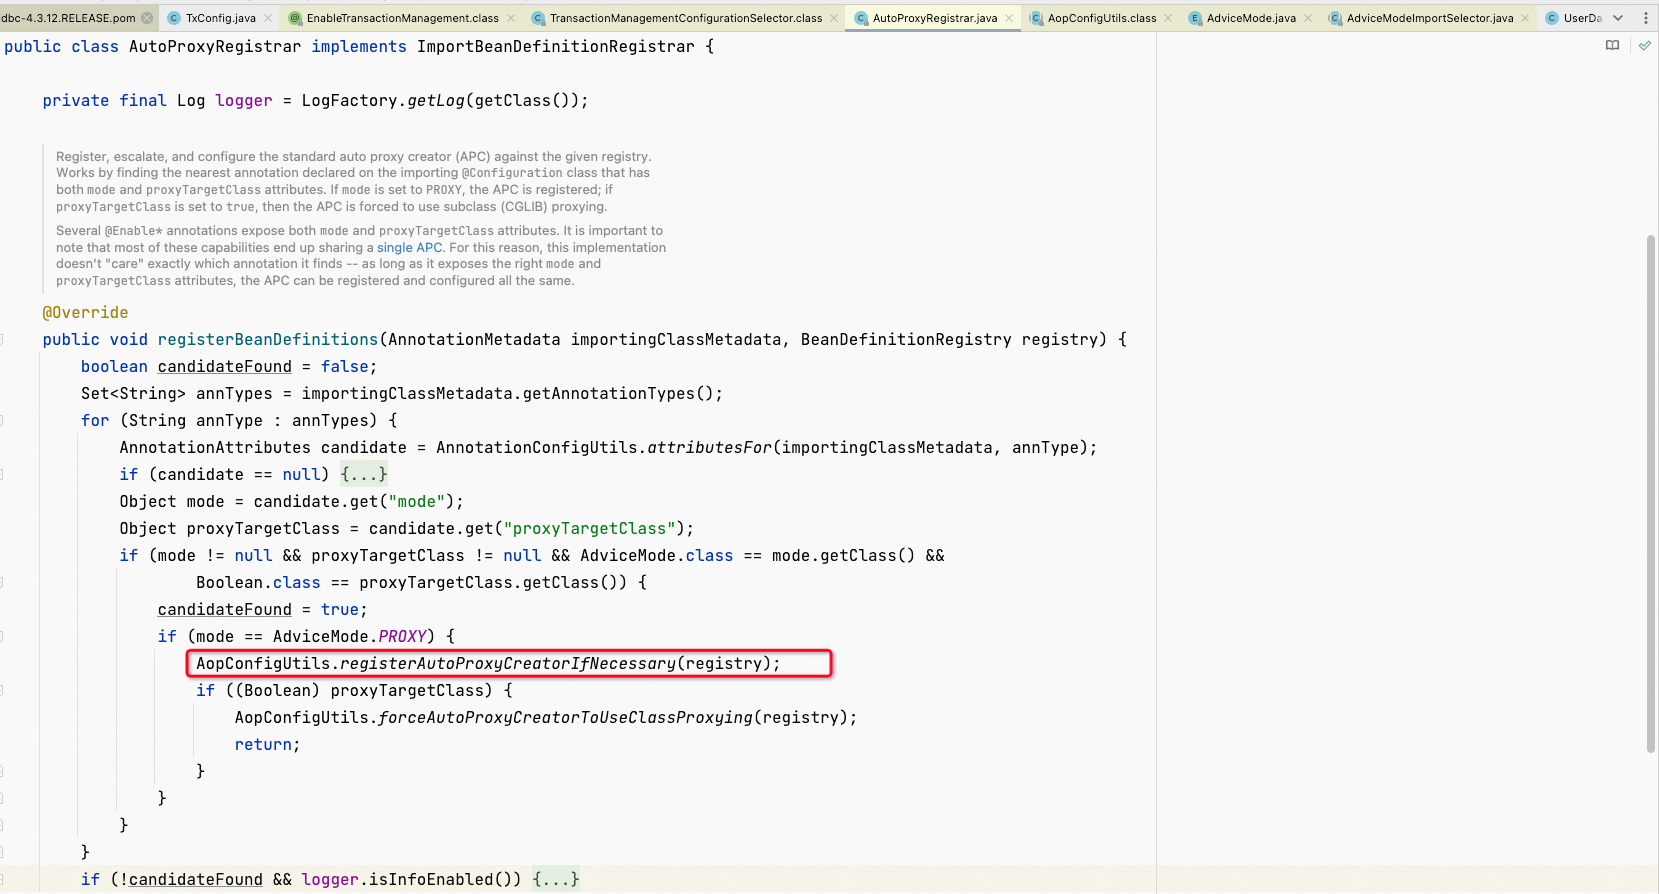 dbc-4.3.12.RELEASE.pom TxConfig.java EnableTransactionManagement.class TransactionManagementConfigurationSelector.class AutoProxyRegistrar.java AopConfigUtils.class AdviceMode.java AdviceModeImportSelector.java UserDa
public class AutoProxyRegistrar implements ImportBeanDefinitionRegistrar {
private final Log logger = LogFactory.getLog(getClass());
Register, escalate, and configure the standard auto proxy creator (APC) against the given registry.
Works by finding the nearest annotation declared on the importing @Configuration class that has
both mode and proxyTargetClass attributes. If mode is set to PROXY, the APC is registered; if
proxyTargetClass is set to true, then the APC is forced to use subclass (CGLIB) proxying.
Several @Enable* annotations expose both mode and proxyTargetClass attributes. It is important to
note that most of these capabilities end up sharing a single APC. For this reason, this implementation
doesn't "care" exactly which annotation it finds -- as long as it exposes the right mode and
proxyTargetClass attributes, the APC can be registered and configured all the same.
@Override
public void registerBeanDefinitions(AnnotationMetadata importingClassMetadata, BeanDefinitionRegistry registry) {
boolean candidateFound = false;
Set<String> annTypes = importingClassMetadata.getAnnotationTypes();
for (String annType : annTypes) {
AnnotationAttributes candidate = AnnotationConfigUtils.attributesFor(importingClassMetadata, annType);
if (candidate == null) {...}
Object mode = candidate.get("mode");
Object proxyTargetClass = candidate.get("proxyTargetClass");
if (mode != null && proxyTargetClass != null && AdviceMode.class == mode.getClass() &&
Boolean.class == proxyTargetClass.getClass()) {
candidateFound = true;
if (mode == AdviceMode.PROXY) {
AopConfigUtils.registerAutoProxyCreatorIfNecessary(registry);
if ((Boolean) proxyTargetClass) {
AopConfigUtils.forceAutoProxyCreatorToUseClassProxying(registry);
return;
}
}
}
}
if (!candidateFound && logger.isInfoEnabled()) {...}